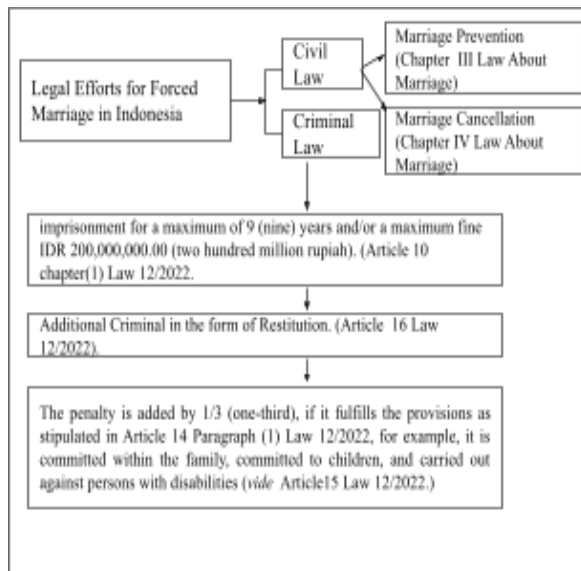 Legal Efforts for Forced
Marriage in Indonesia
Civil
Law
Criminal
Law
Marriage Prevention
(Chapter III Law About
Marriage)
Marriage Cancellation
(Chapter IV Law About
Marriage)
imprisonment for a maximum of 9 (nine) years and/or a maximum fine
IDR 200,000,000.00 (two hundred million rupiah). (Article 10
chapter(1) Law 12/2022.
Additional Criminal in the form of Restitution. (Article 16 Law
12/2022).
The penalty is added by 1/3 (one-third), if it fulfills the provisions as
stipulated in Article 14 Paragraph (1) Law 12/2022, for example, it is
committed within the family, committed to children, and carried out
against persons with disabilities (vide Article15 Law 12/2022.)